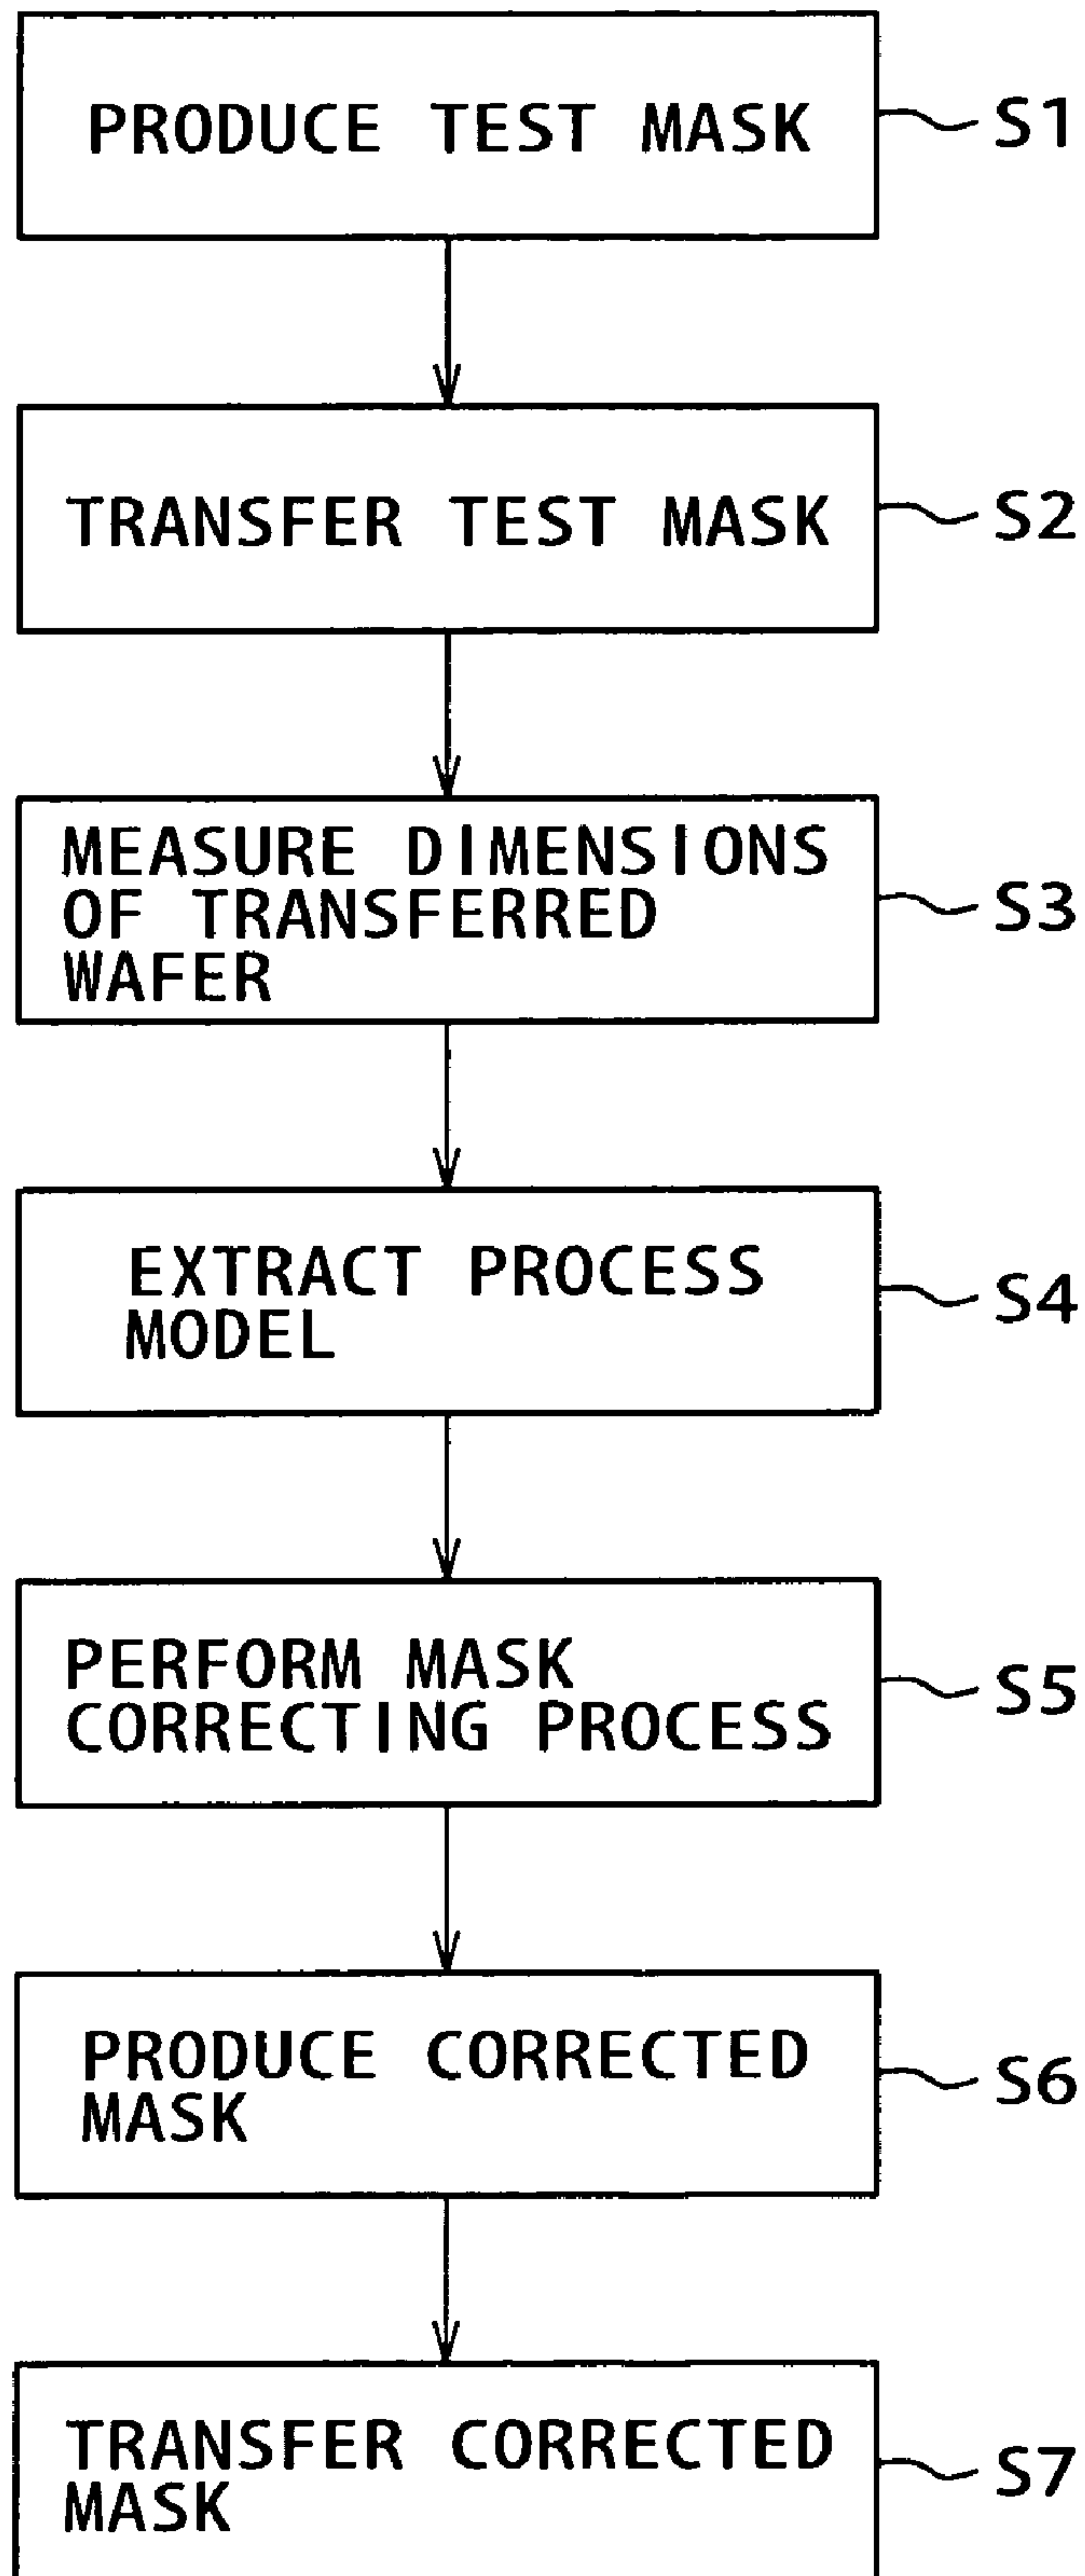 PRODUCE TEST MASK
S1
TRANSFER TEST MASK
S2
MEASURE DIMENSIONS
OF TRANSFERRED
WAFER
S3
EXTRACT PROCESS
MODEL
S4
PERFORM MASK
CORRECTING PROCESS
S5
PRODUCE CORRECTED
MASK
S6
TRANSFER CORRECTED
MASK
S7